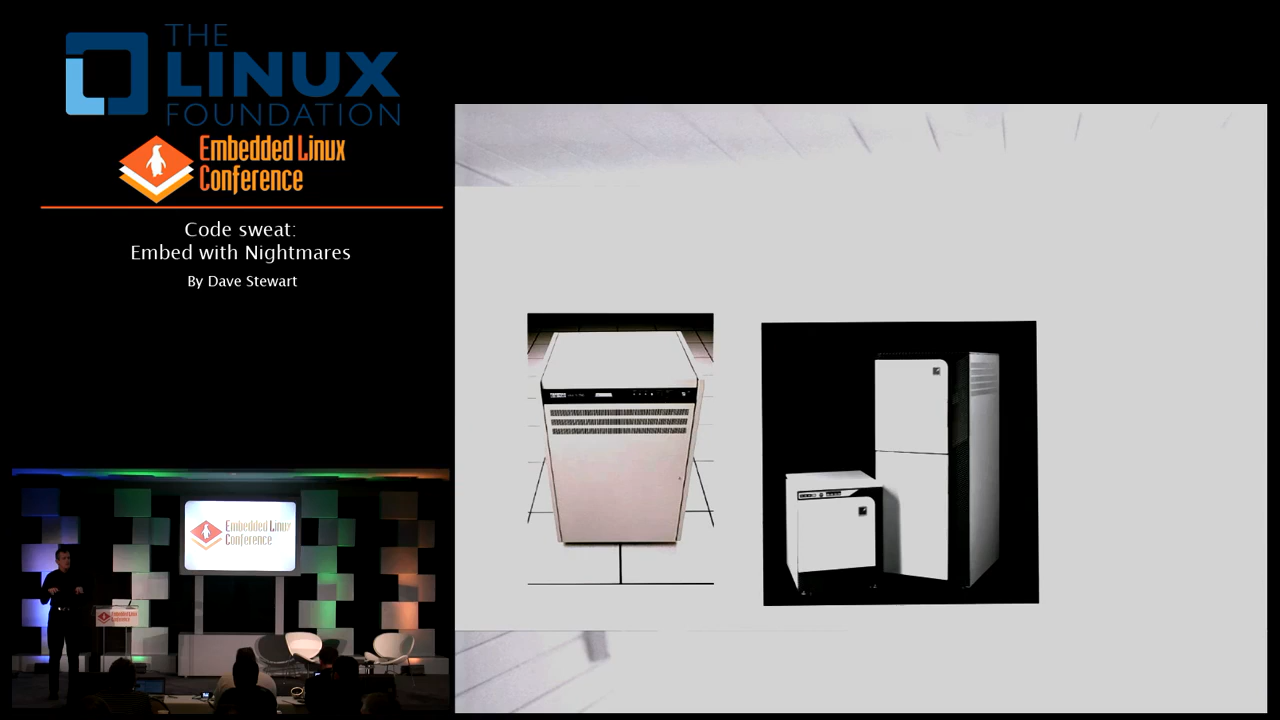 THE
LINUX
FOUNDATION
Embedded Linux
Conference
Code sweat:
Embed with Nightmares
By Dave Stewart
Embedded Linux
Conference